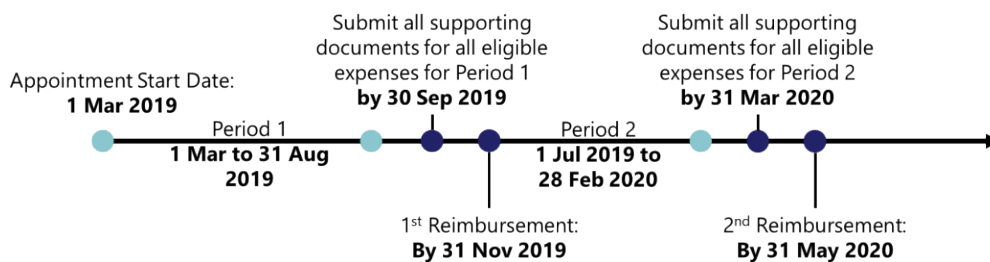 Appointment Start Date:
1 Mar 2019
Period 1
1 Mar to 31 Aug
2019
Submit all supporting
documents for all eligible
expenses for Period 1
by 30 Sep 2019
1st Reimbursement:
By 31 Nov 2019
Period 2
1 Jul 2019 to
28 Feb 2020
Submit all supporting
documents for all eligible
expenses for Period 2
by 31 Mar 2020
2nd Reimbursement:
By 31 May 2020